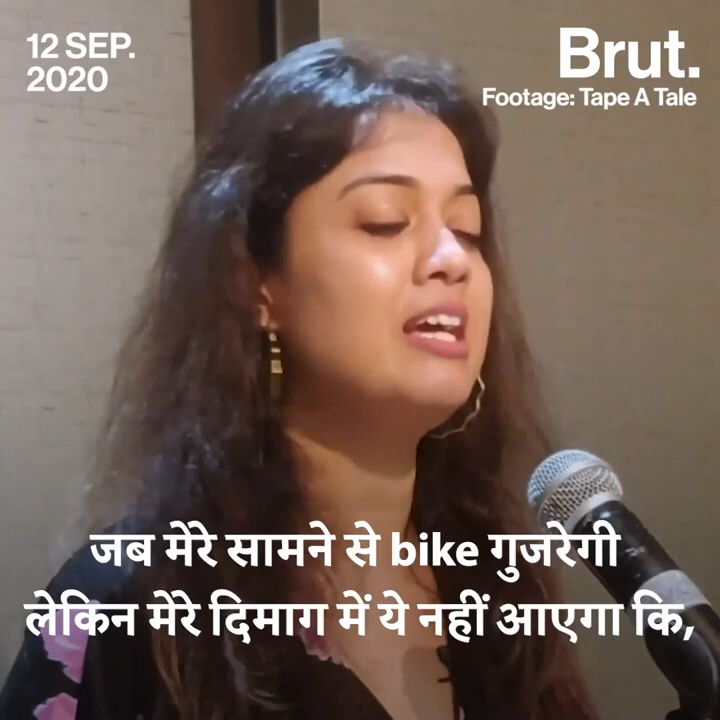 12 SEP.
2020
Brut.
Footage: Tape A Tale
जब मेरे सामने से bike गुजरेगी
लेकिन मेरे दिमाग में ये नहीं आएगा कि,